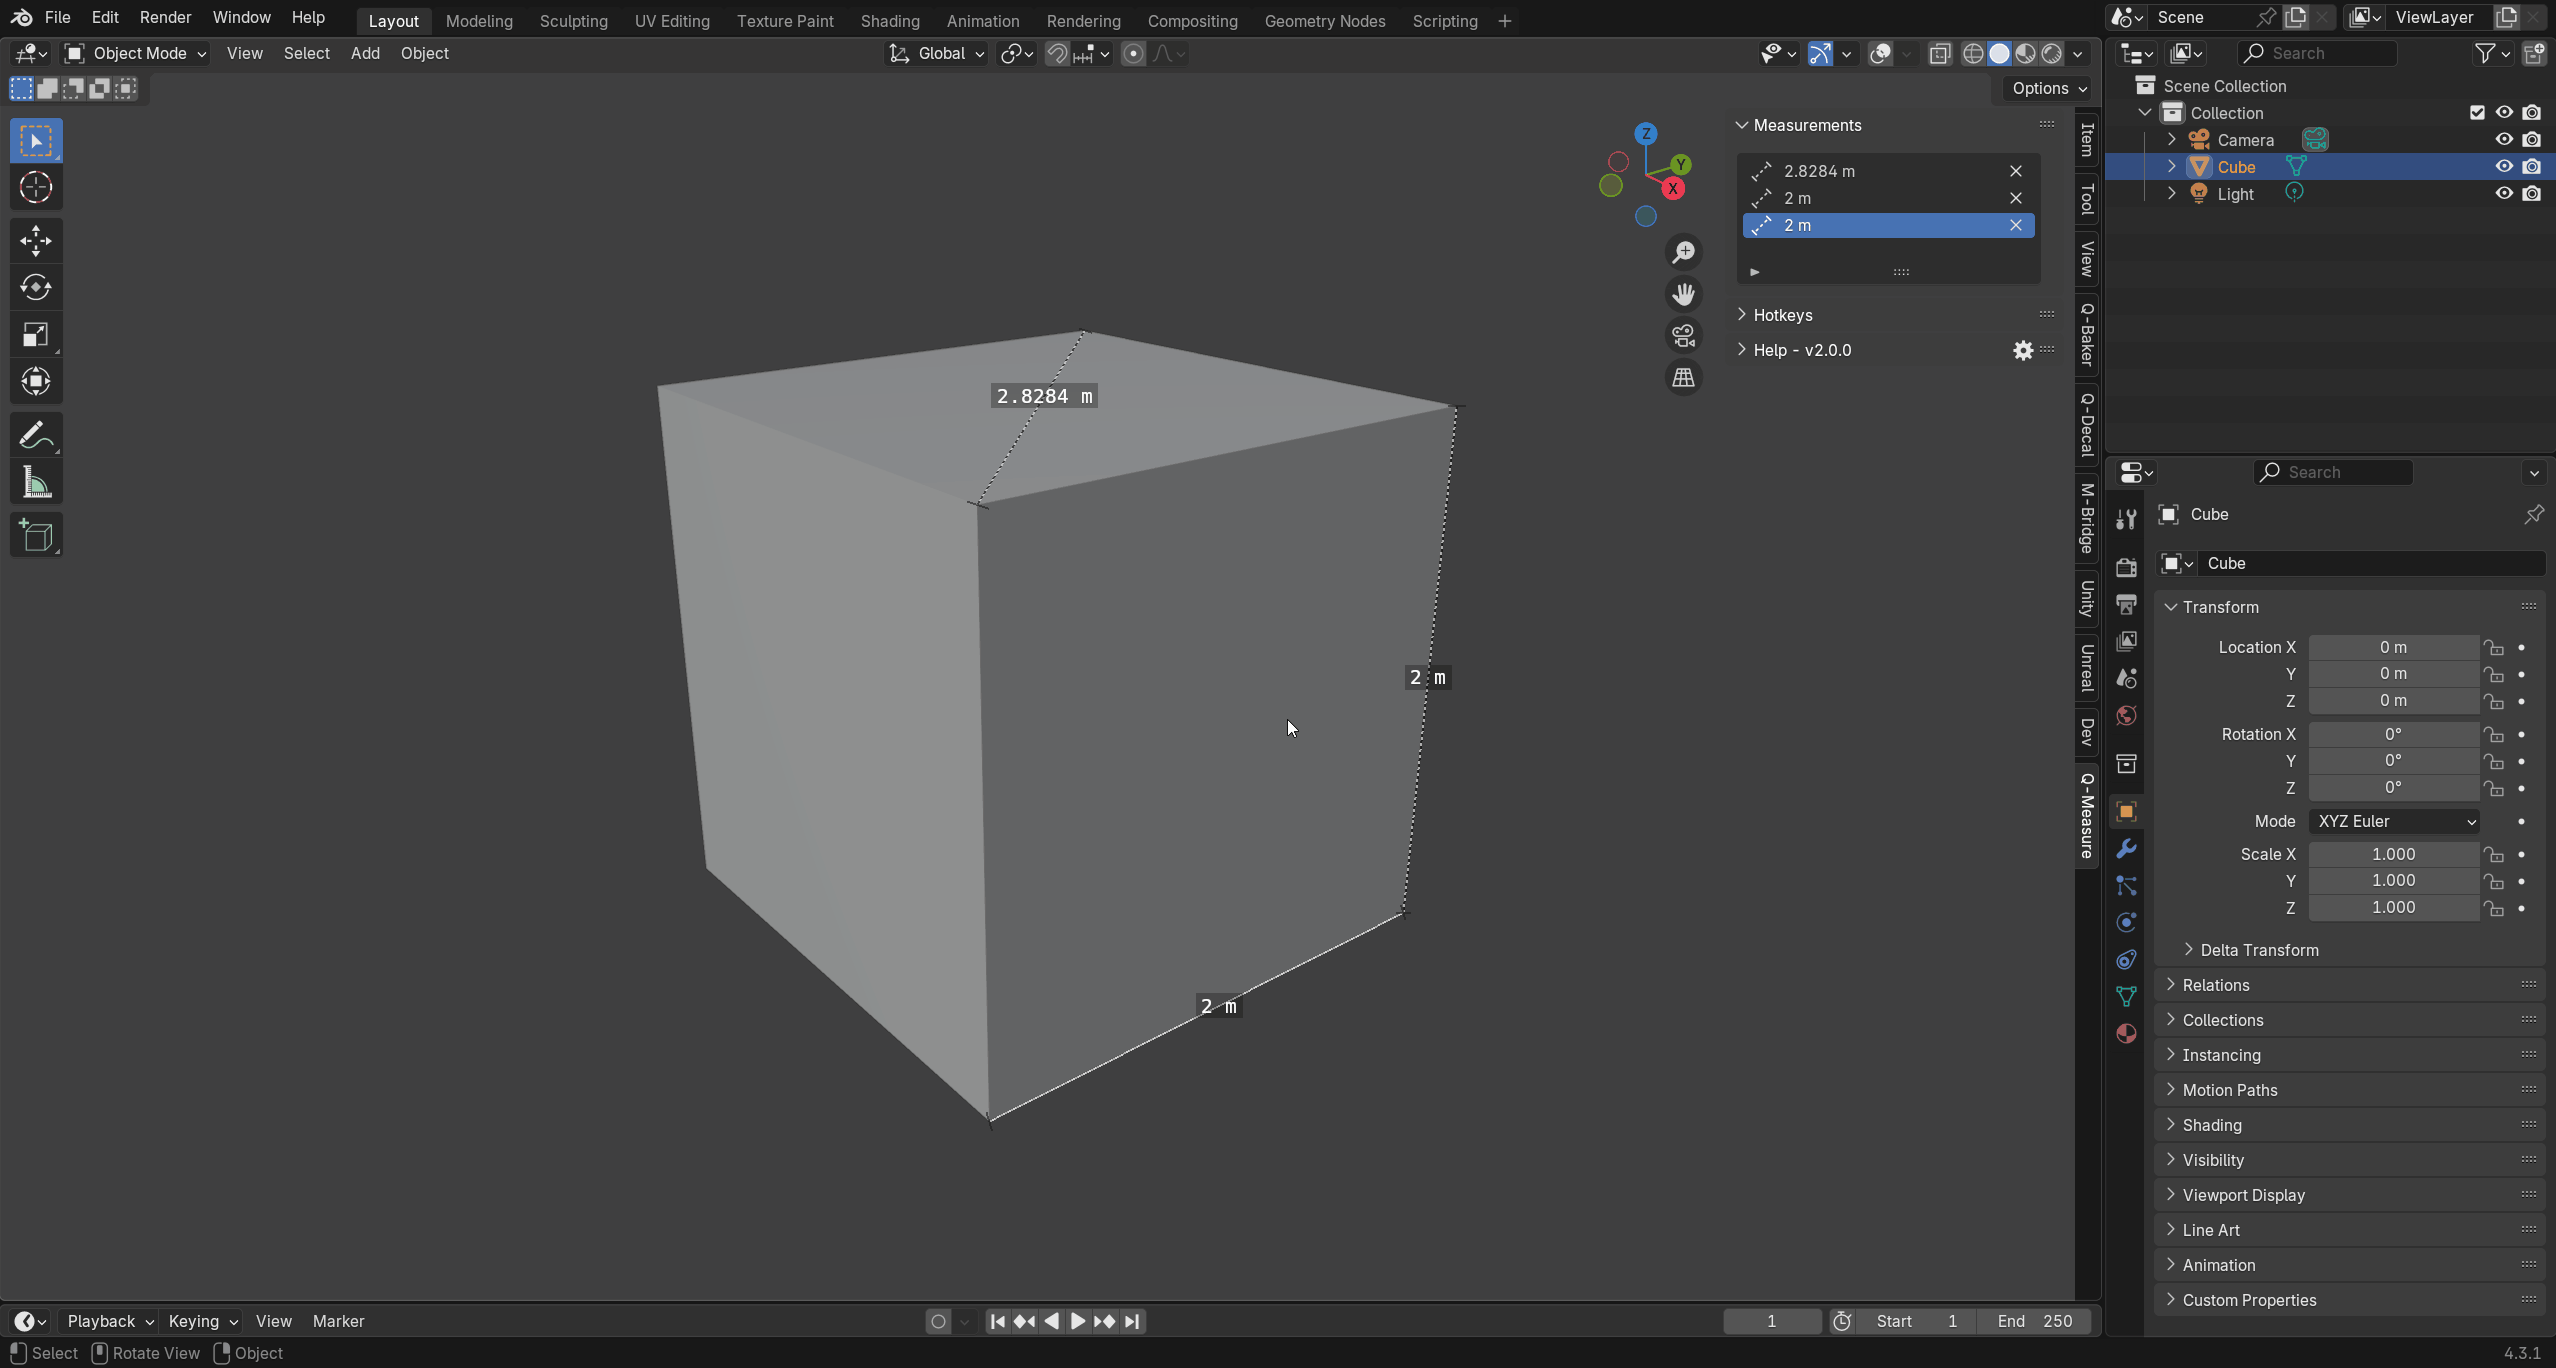 File Edit Render Window Help Layout Modeling Sculpting UV Editing Texture Paint Shading Animation Rendering Compositing Geometry Nodes Scripting + Scene ViewLayer
Object Mode View Select Add Object Global Search
Options
Scene Collection
Collection
Camera
Cube
Light
Measurements
2.8284 m
2 m
2 m
Hotkeys
Help - v2.0.0
Z
Y
X
Item
Tool
View
Q-Baker
Q-Decal
M-Bridge
Unity
Unreal
Dev
Q-Measure
2.8284 m
2 m
2 m
Search
Cube
Cube
Transform
Location X 0 m
Y 0 m
Z 0 m
Rotation X 0°
Y 0°
Z 0°
Mode XYZ Euler
Scale X 1.000
Y 1.000
Z 1.000
Delta Transform
Relations
Collections
Instancing
Motion Paths
Shading
Visibility
Viewport Display
Line Art
Animation
Custom Properties
Playback Keying View Marker 1 Start 1 End 250
Select Rotate View Object 4.3.1